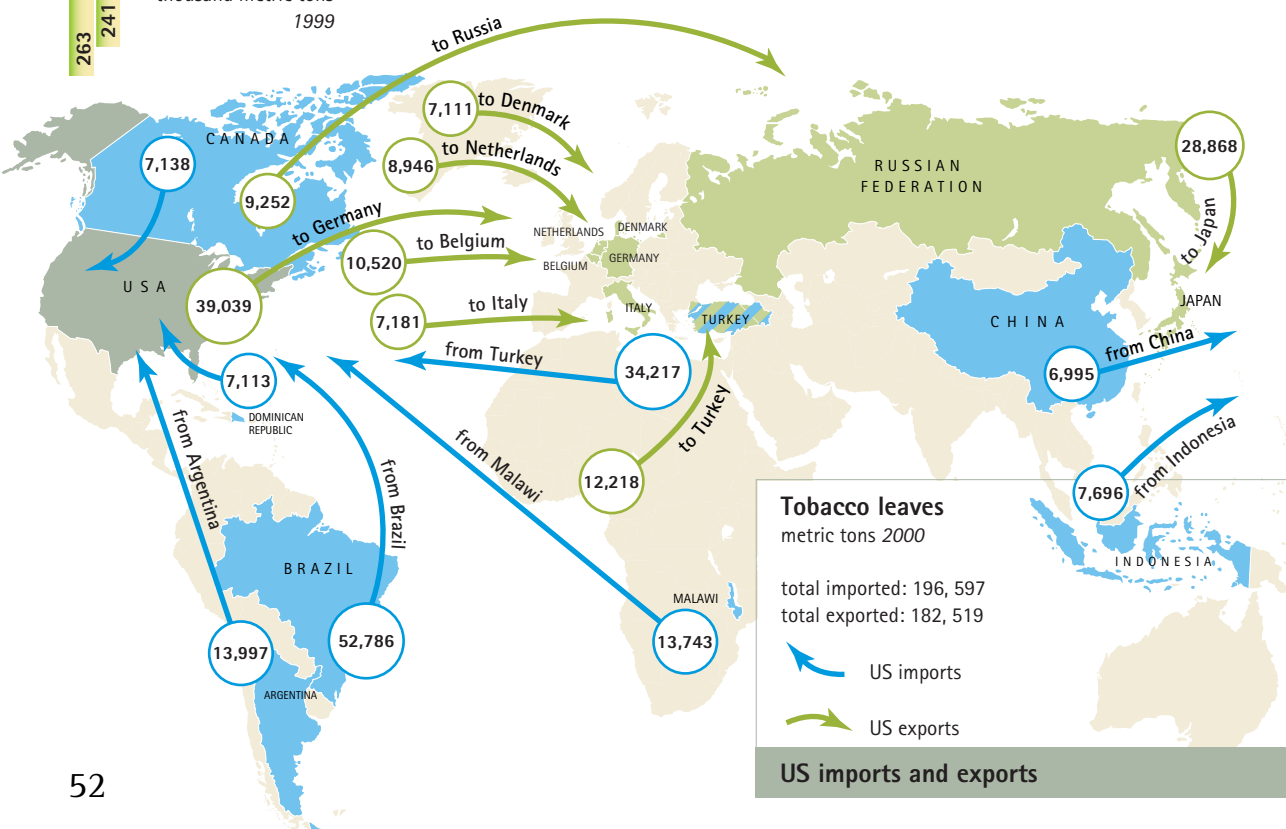 thousand metric tons
1999
263
241
to Russia
7,111
to Denmark
CANADA
7,138
8,946
to Netherlands
28,868
RUSSIAN
FEDERATION
9,252
to Germany
to Japan
NETHERLANDS
DENMARK
10,520
to Belgium
BELGIUM
GERMANY
USA
39,039
to Italy
7,181
ITALY
TURKEY
JAPAN
CHINA
from China
6,995
from Turkey
34,217
7,113
DOMINICAN
REPUBLIC
to Turkey
12,218
from Argentina
from Brazil
from Malawi
from Indonesia
7,696
INDONESIA
BRAZIL
MALAWI
13,743
13,997
52,786
ARGENTINA
Tobacco leaves
metric tons 2000
total imported: 196, 597
total exported: 182, 519
US imports
US exports
US imports and exports
52